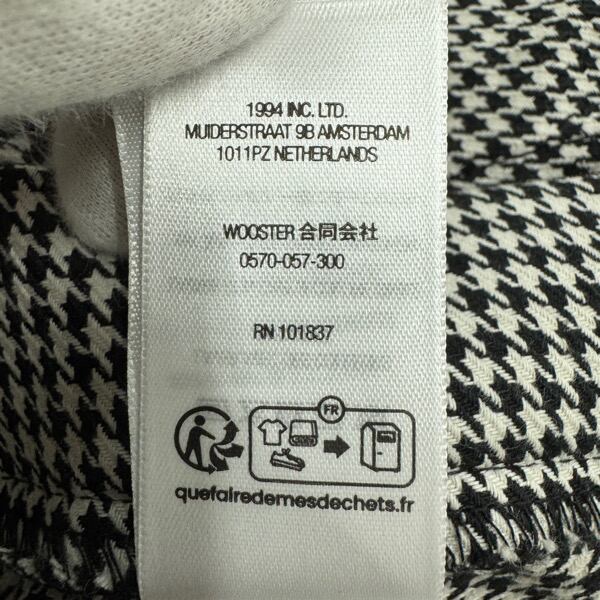 1994 INC. LTD.
MUIDERSTRAAT 9B AMSTERDAM
1011PZ NETHERLANDS
WOOSTER 合同会社
0570-057-300
RN 101837
FR
quefairedemesdechets.fr